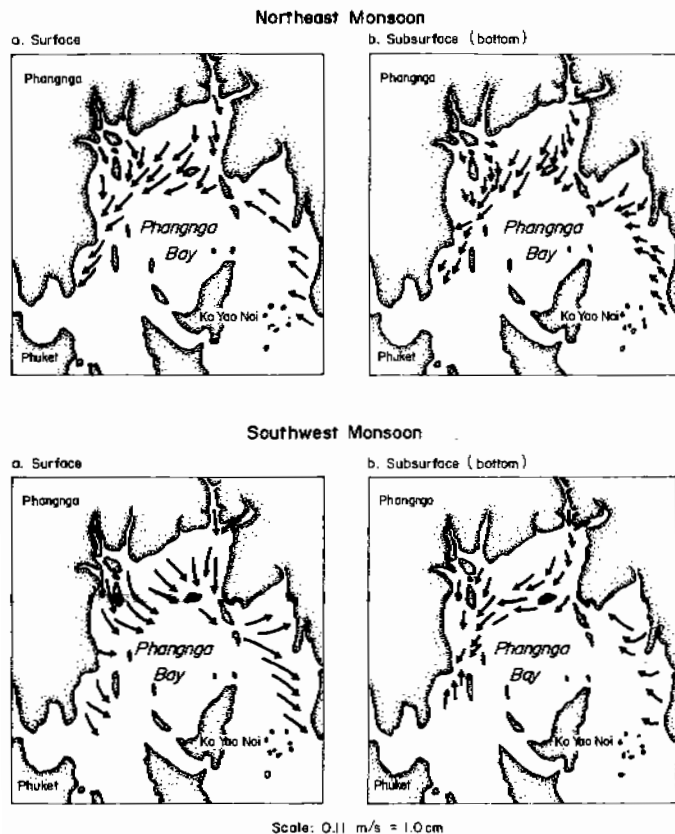 Northeast Monsoon
a. Surface
b. Subsurface (bottom)
Phangnga
Phangnga
Bay
Ko Yao Noi
Phuket
Phangnga
Phangnga
Bay
Ko Yao Noi
Phuket
Southwest Monsoon
a. Surface
b. Subsurface (bottom)
Phangnga
Phangnga
Bay
Ko Yao Noi
Phuket
Phangnga
Phangnga
Bay
Ko Yao Noi
Phuket
Scale: 0.11 m/s = 1.0 cm